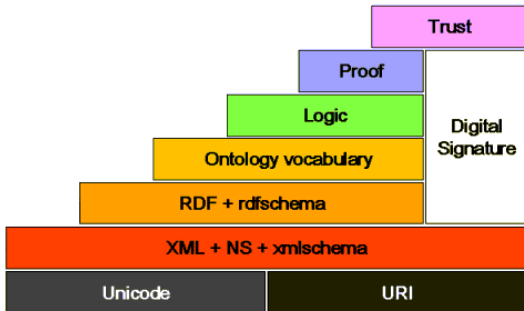 Trust
Proof
Logic
Digital
Signature
Ontology vocabulary
RDF + rdfschema
XML + NS + xmlschema
Unicode
URI